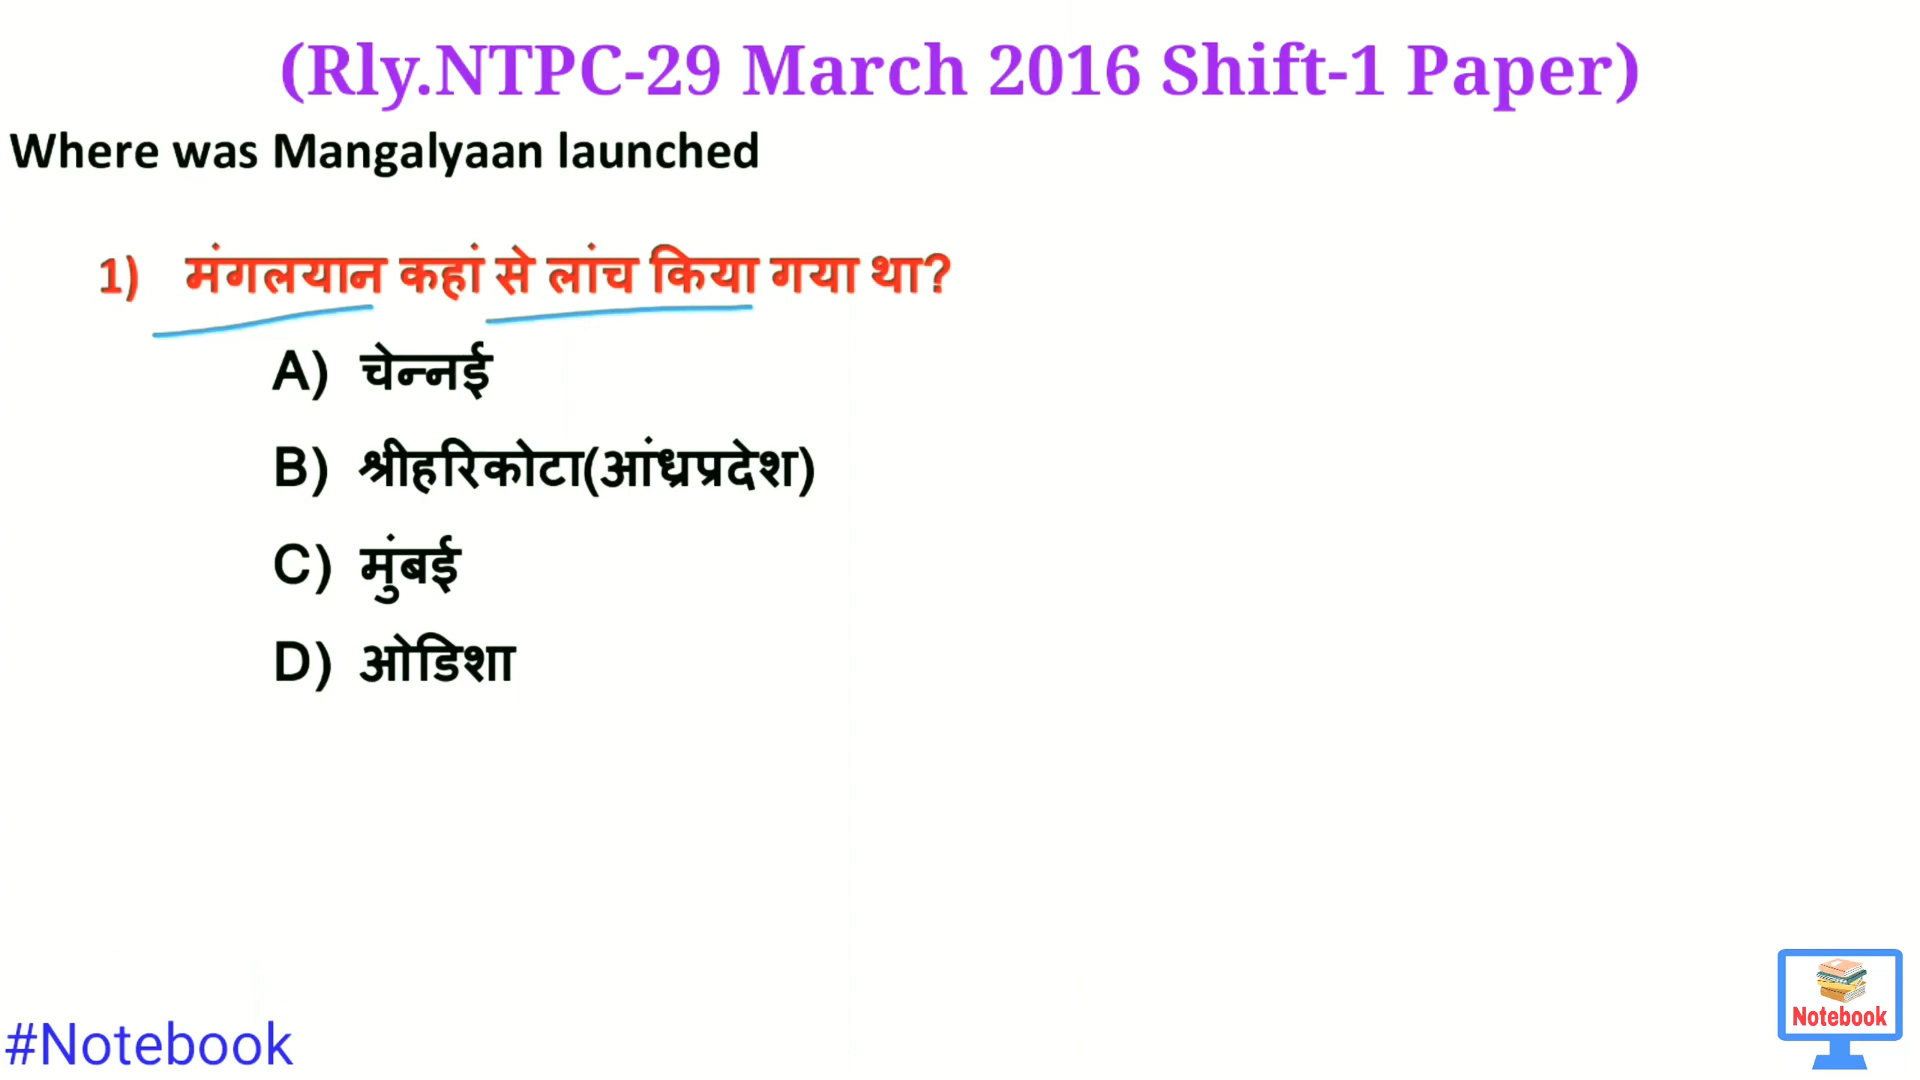 (Rly.NTPC-29 March 2016 Shift-1 Paper)
Where was Mangalyaan launched
1) मंगलयान कहां से लांच किया गया था?
A) चेन्नई
B) श्रीहरिकोटा(आंध्रप्रदेश)
C) मुंबई
D) ओडिशा
#Notebook
Notebook